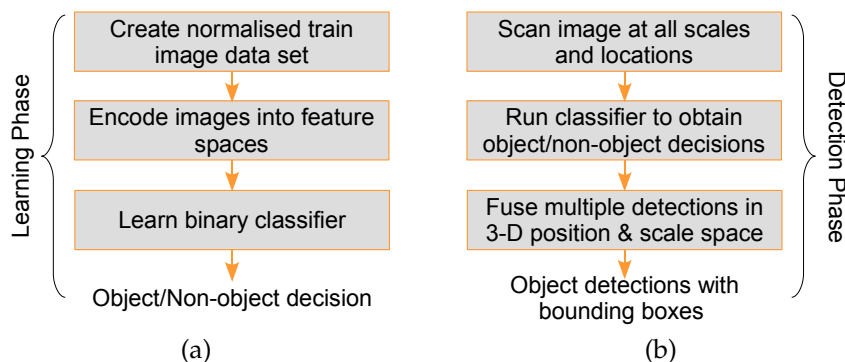 Learning Phase
Create normalised train
image data set
Encode images into feature
spaces
Learn binary classifier
Object/Non-object decision
(a)
Scan image at all scales
and locations
Run classifier to obtain
object/non-object decisions
Fuse multiple detections in
3-D position & scale space
Object detections with
bounding boxes
Detection Phase
(b)